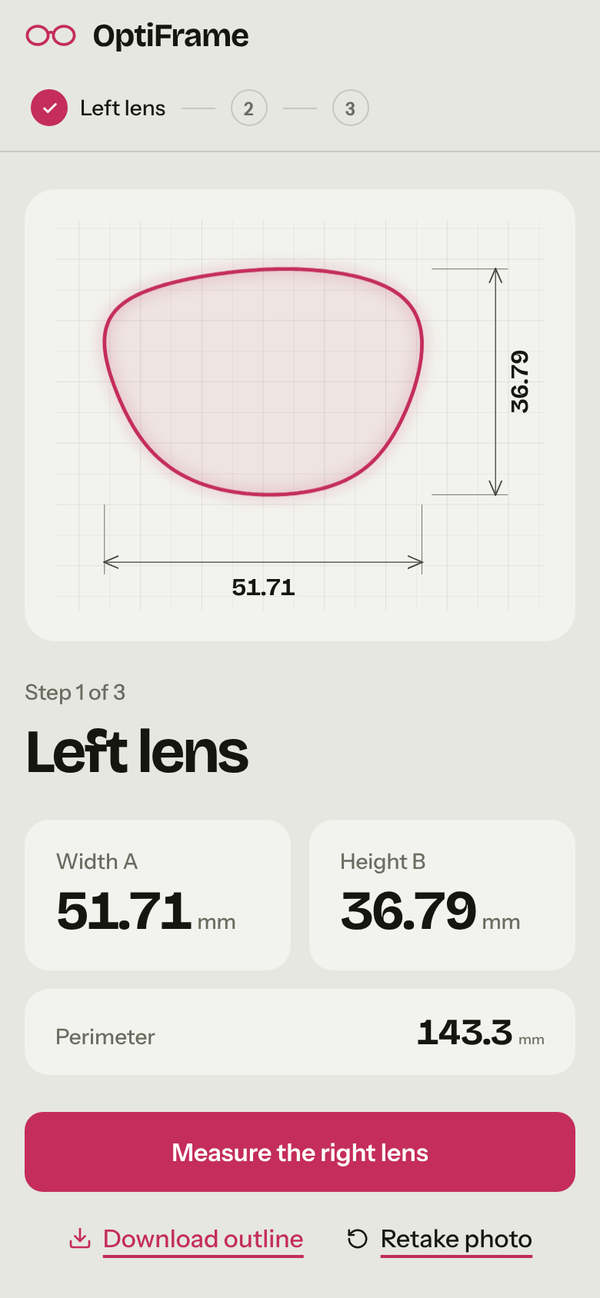 OptiFrame
Left lens
2
3
36.79
51.71
Step 1 of 3
Left lens
Width A
51.71 mm
Height B
36.79 mm
Perimeter
143.3 mm
Measure the right lens
Download outline
Retake photo